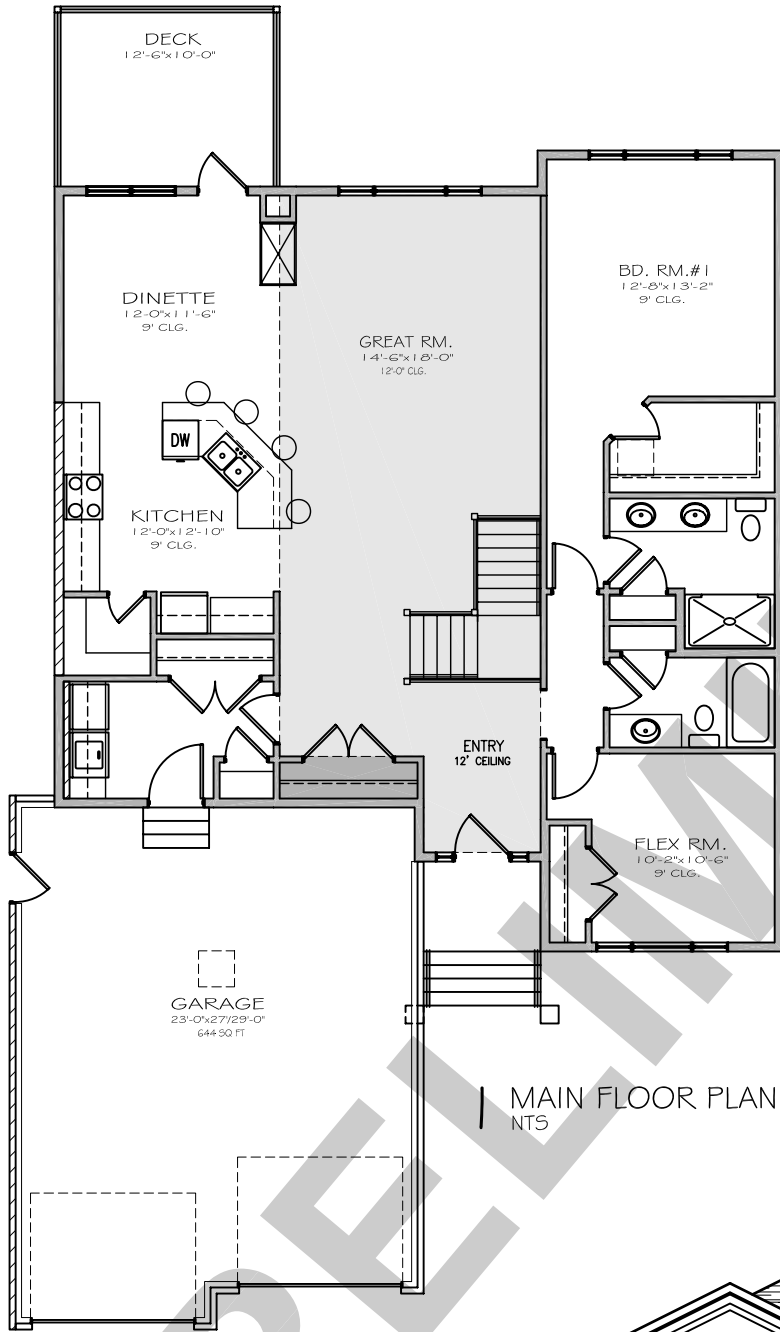 DECK
12'-6"x10'-0"
BD. RM.#1
12'-8"x13'-2"
9' CLG.
DINETTE
12-0"x11'-6"
9' CLG.
GREAT RM.
14'-6"x18'-0"
12'-0" CLG.
DW
KITCHEN
12'-0"x12'-10"
9' CLG.
ENTRY
12' CEILING
FLEX RM.
10'-2"x10'-6"
9' CLG.
GARAGE
23'-0"x27'/29'-0"
644 SQ FT
1 MAIN FLOOR PLAN
NTS
PELIM